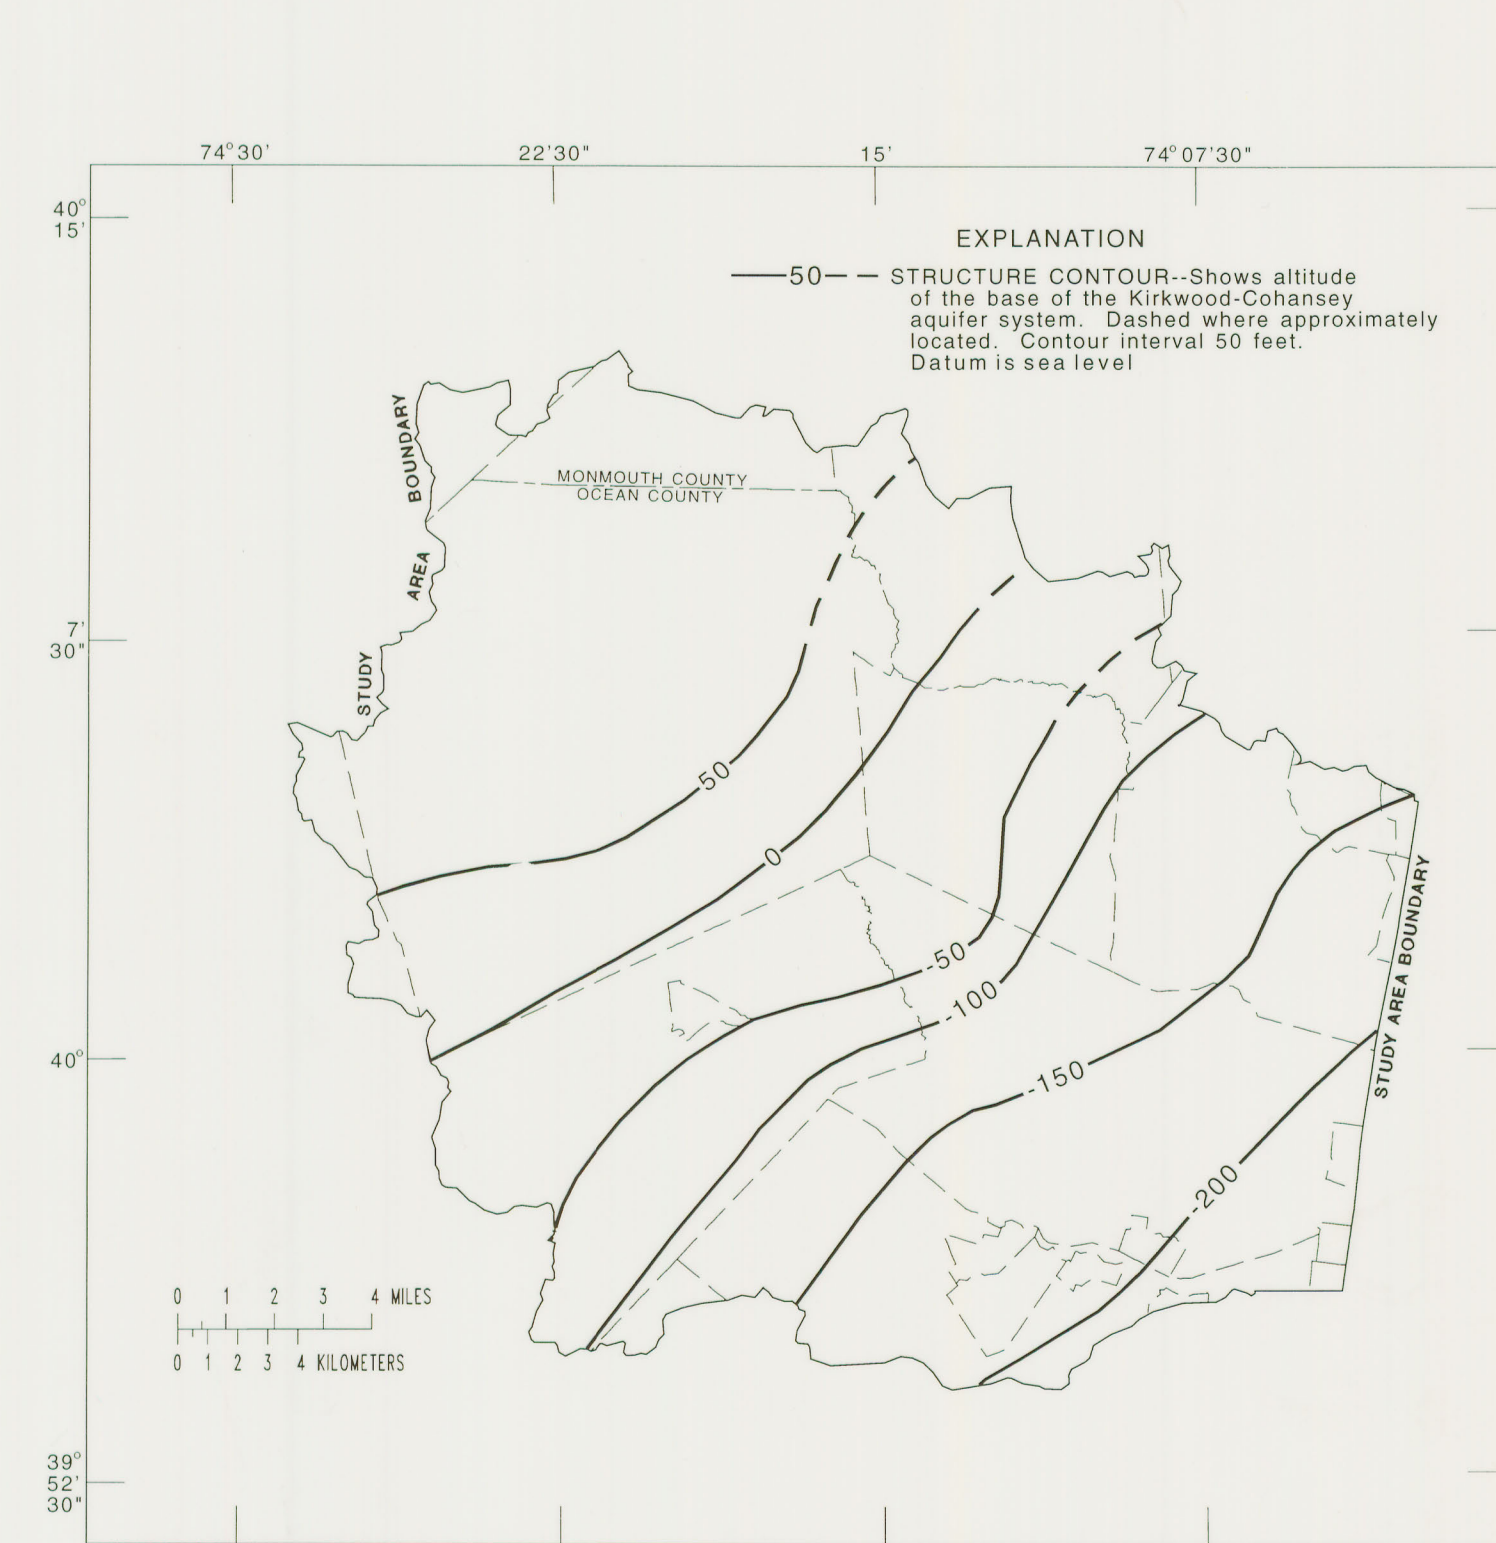 74°30'
22'30"
15'
74°07'30"
40°
15'
EXPLANATION
50 STRUCTURE CONTOUR--Shows altitude
of the base of the Kirkwood-Cohansey
aquifer system. Dashed where approximately
located. Contour interval 50 feet.
Datum is sea level
STUDY AREA BOUNDARY
MONMOUTH COUNTY
OCEAN COUNTY
7'
30"
50
0
-50
-100
-150
-200
STUDY AREA BOUNDARY
40°
0 1 2 3 4 MILES
0 1 2 3 4 KILOMETERS
39°
52'
30"